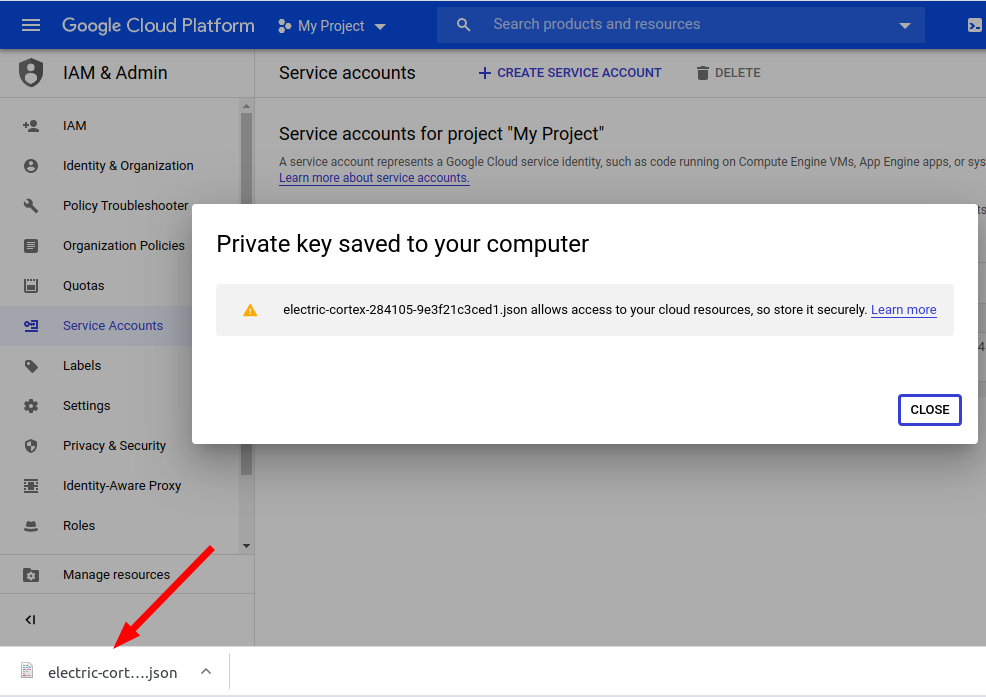 Google Cloud Platform My Project Search products and resources
IAM & Admin Service accounts CREATE SERVICE ACCOUNT DELETE
IAM
Identity & Organization
Policy Troubleshooter
Organization Policies
Quotas
Service Accounts
Labels
Settings
Privacy & Security
Identity-Aware Proxy
Roles
Manage resources
Service accounts for project "My Project"
A service account represents a Google Cloud service identity, such as code running on Compute Engine VMs, App Engine apps, or sys
Learn more about service accounts.
Private key saved to your computer
electric-cortex-284105-9e3f21c3ced1.json allows access to your cloud resources, so store it securely. Learn more
CLOSE
electric-cort....json